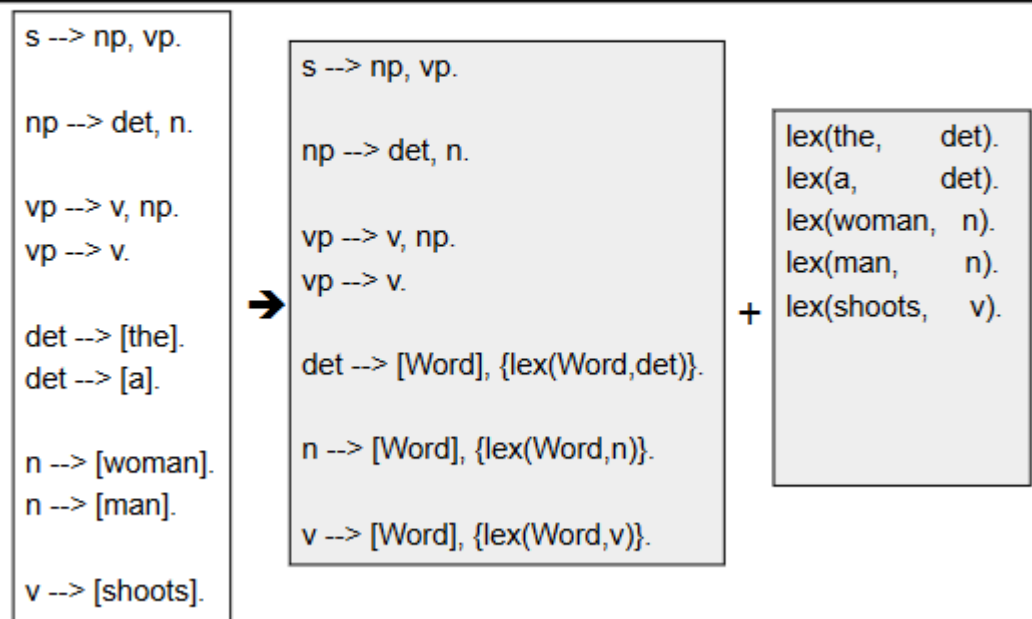 s --> np, vp.
np --> det, n.
vp --> v, np.
vp --> v.
det --> [the].
det --> [a].
n --> [woman].
n --> [man].
v --> [shoots].
➔
s --> np, vp.
np --> det, n.
vp --> v, np.
vp --> v.
det --> [Word], {lex(Word,det)}.
n --> [Word], {lex(Word,n)}.
v --> [Word], {lex(Word,v)}.
+
lex(the, det).
lex(a, det).
lex(woman, n).
lex(man, n).
lex(shoots, v).